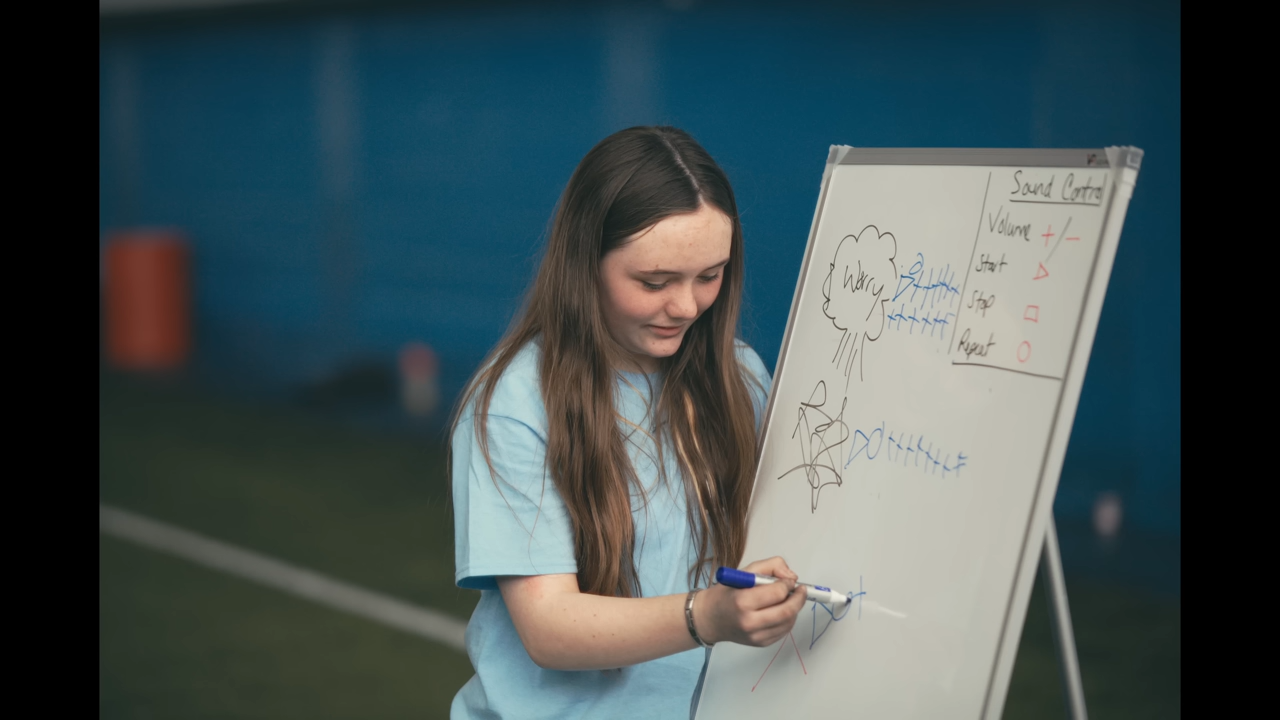 Sound Control
Volume + / -
Start
Stop
Repeat
Worry